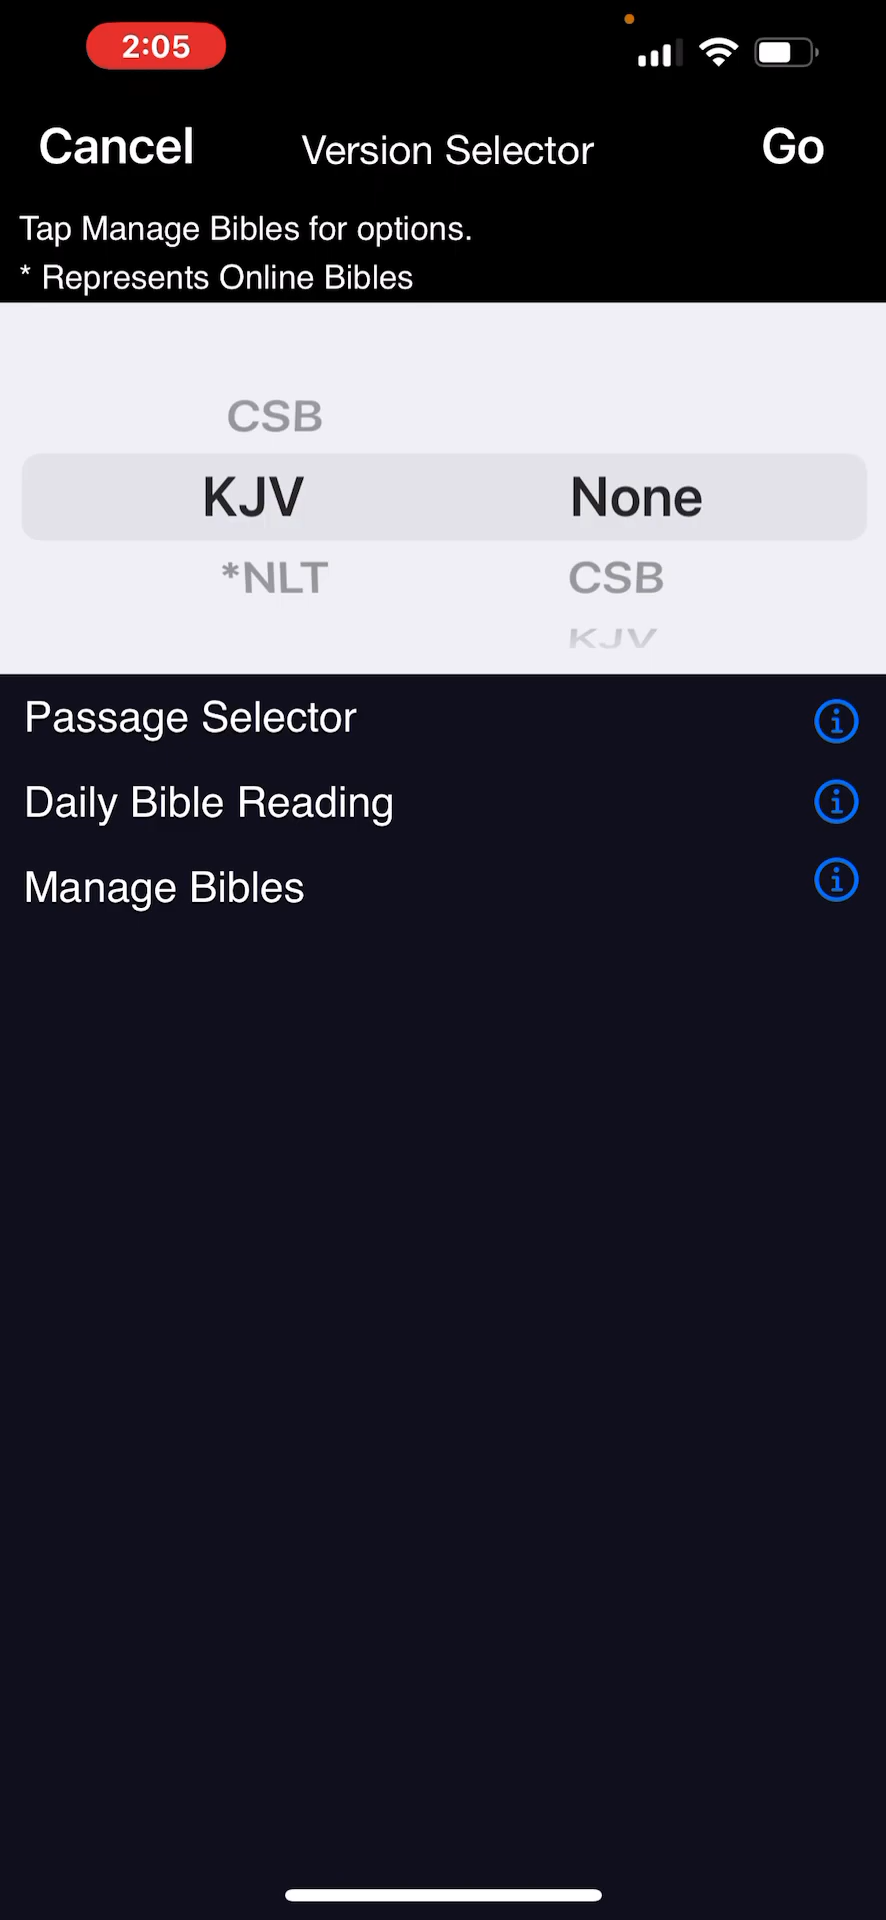 2:05
Cancel Version Selector Go
Tap Manage Bibles for options.
* Represents Online Bibles
CSB
KJV None
*NLT CSB
KJV
Passage Selector
Daily Bible Reading
Manage Bibles